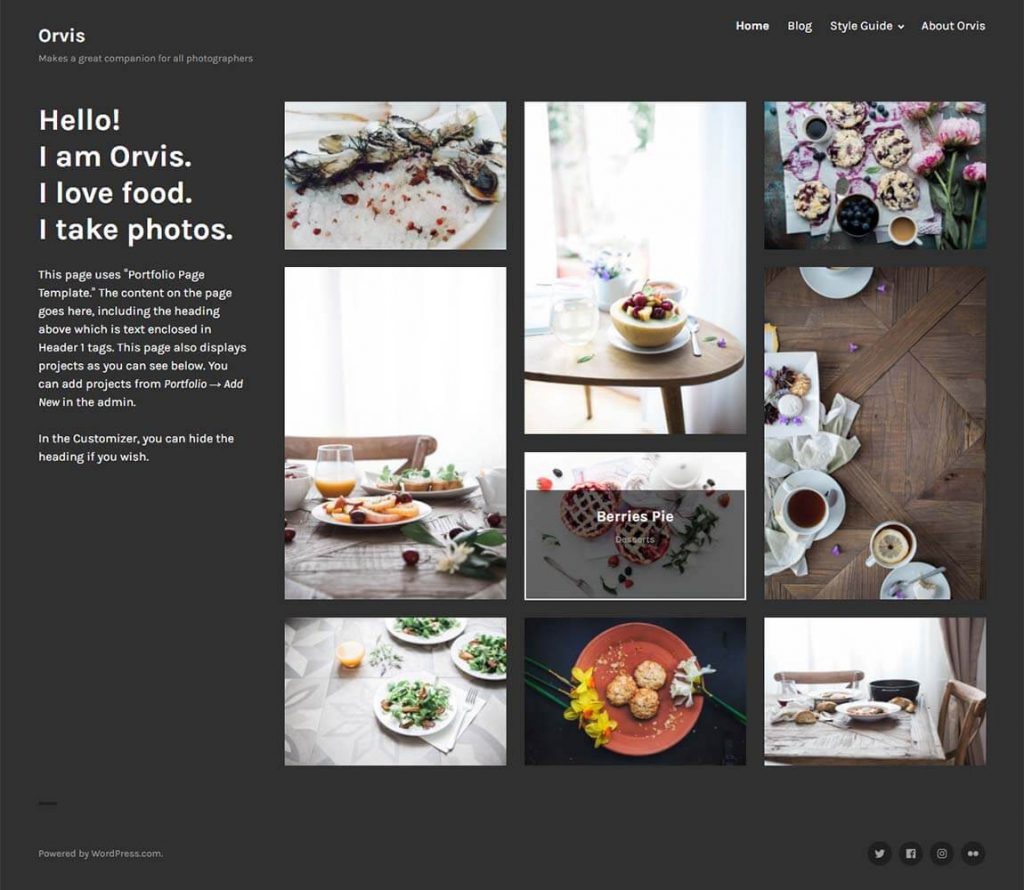 Orvis
Makes a great companion for all photographers
Home
Blog
Style Guide
About Orvis
Hello!
I am Orvis.
I love food.
I take photos.
This page uses "Portfolio Page
Template." The content on the page
goes here, including the heading
above which is text enclosed in
Header 1 tags. This page also displays
projects as you can see below. You
can add projects from Portfolio → Add
New in the admin.
In the Customizer, you can hide the
heading if you wish.
Berries Pie
Desserts
Powered by WordPress.com.